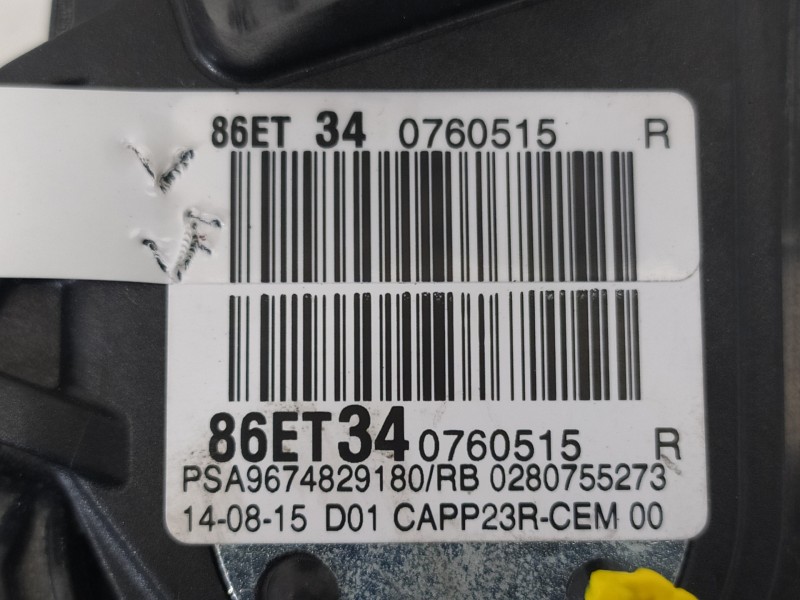 86ET 34 0760515 R
86ET34 0760515 R
PSA9674829180/RB 0280755273
14-08-15 D01 CAPP23R-CEM 00